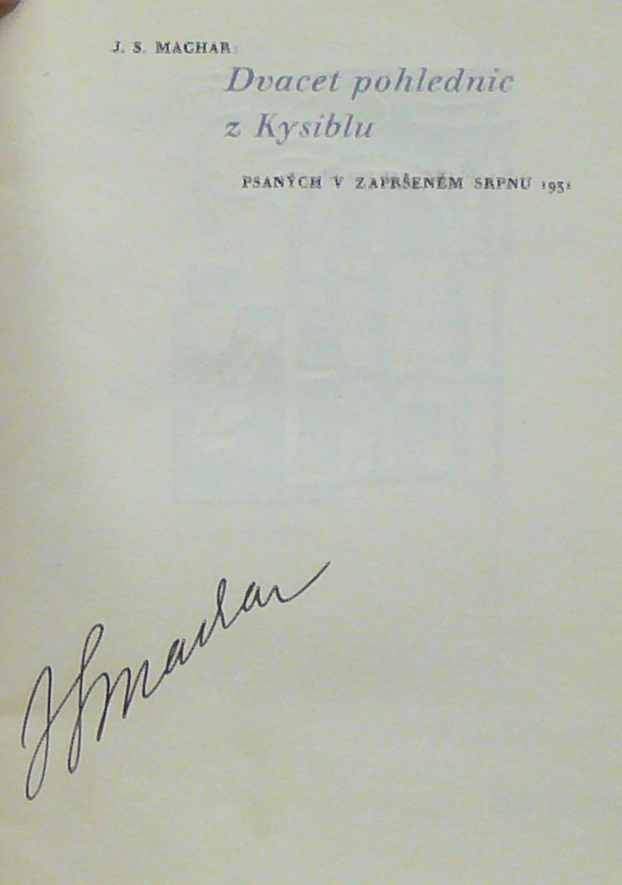 J. S. MACHAR:
Dvacet pohlednic
z Kysiblu
PSANÝCH V ZAPRŠENÉM SRPNU 1931
JSMachar